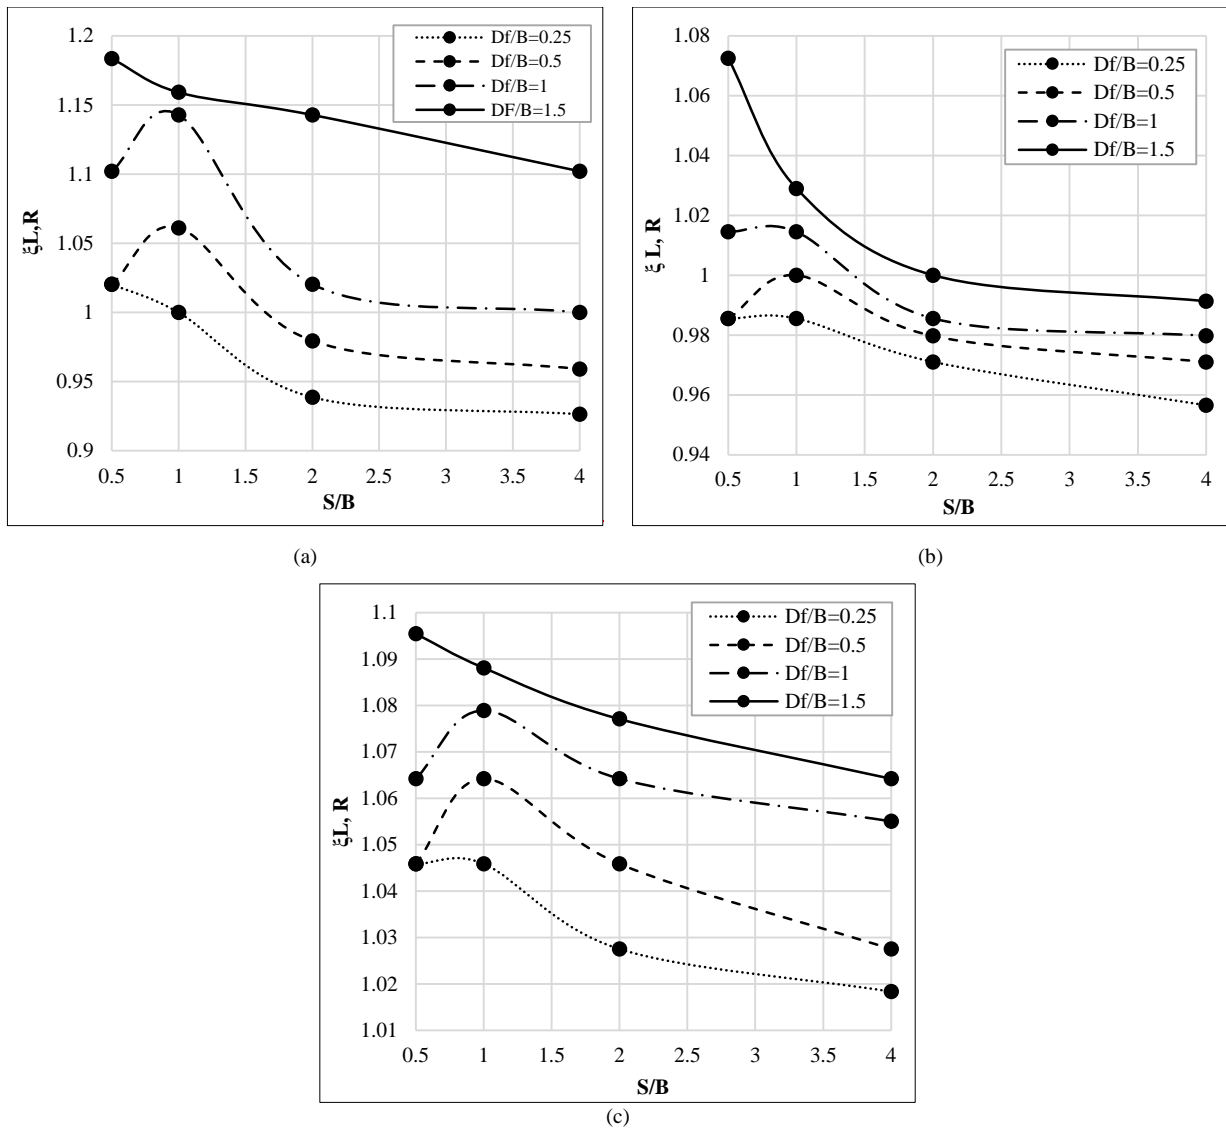 1.2
1.15
1.1
1.05
1
0.95
0.9
ξL,R
0.5 1 1.5 2 2.5 3 3.5 4
S/B
Df/B=0.25
Df/B=0.5
Df/B=1
DF/B=1.5
(a)
1.08
1.06
1.04
1.02
1
0.98
0.96
0.94
ξ L, R
0.5 1 1.5 2 2.5 3 3.5 4
S/B
Df/B=0.25
Df/B=0.5
Df/B=1
Df/B=1.5
(b)
1.1
1.09
1.08
1.07
1.06
1.05
1.04
1.03
1.02
1.01
ξL, R
0.5 1 1.5 2 2.5 3 3.5 4
S/B
Df/B=0.25
Df/B=0.5
Df/B=1
Df/B=1.5
(c)